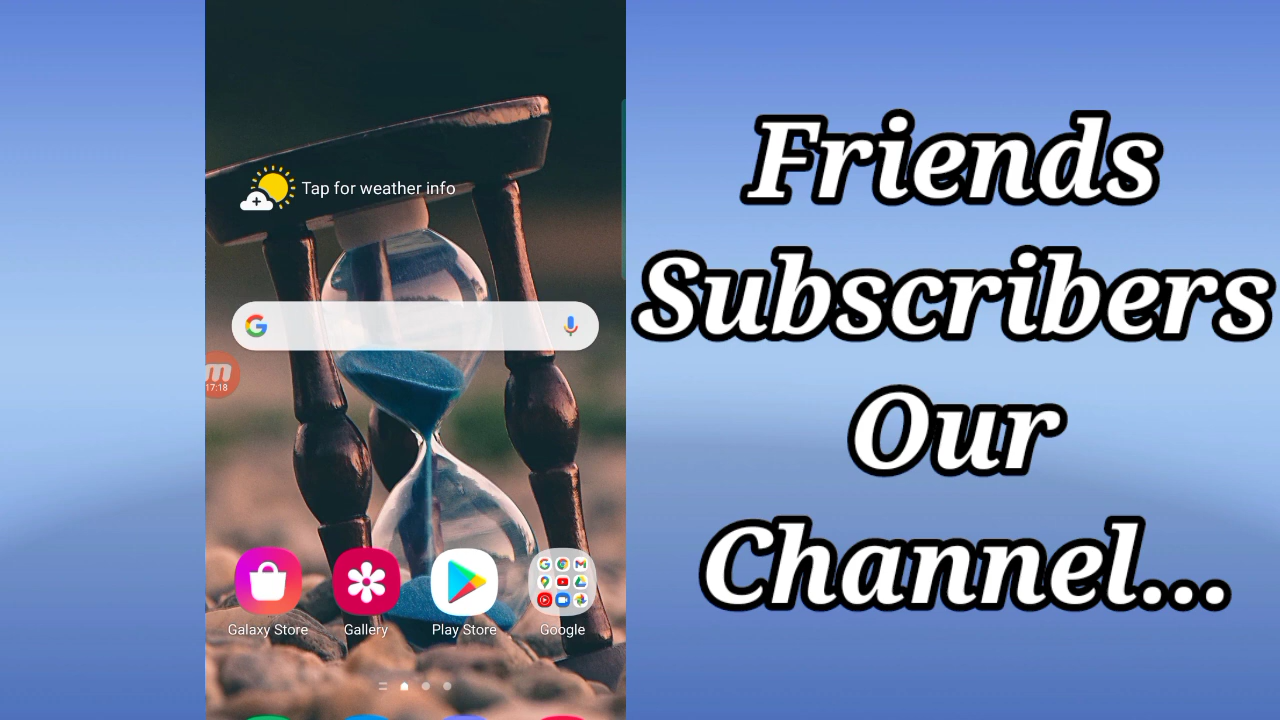 Tap for weather info
17:18
Galaxy Store
Gallery
Play Store
Google
Friends
Subscribers
Our
Channel...